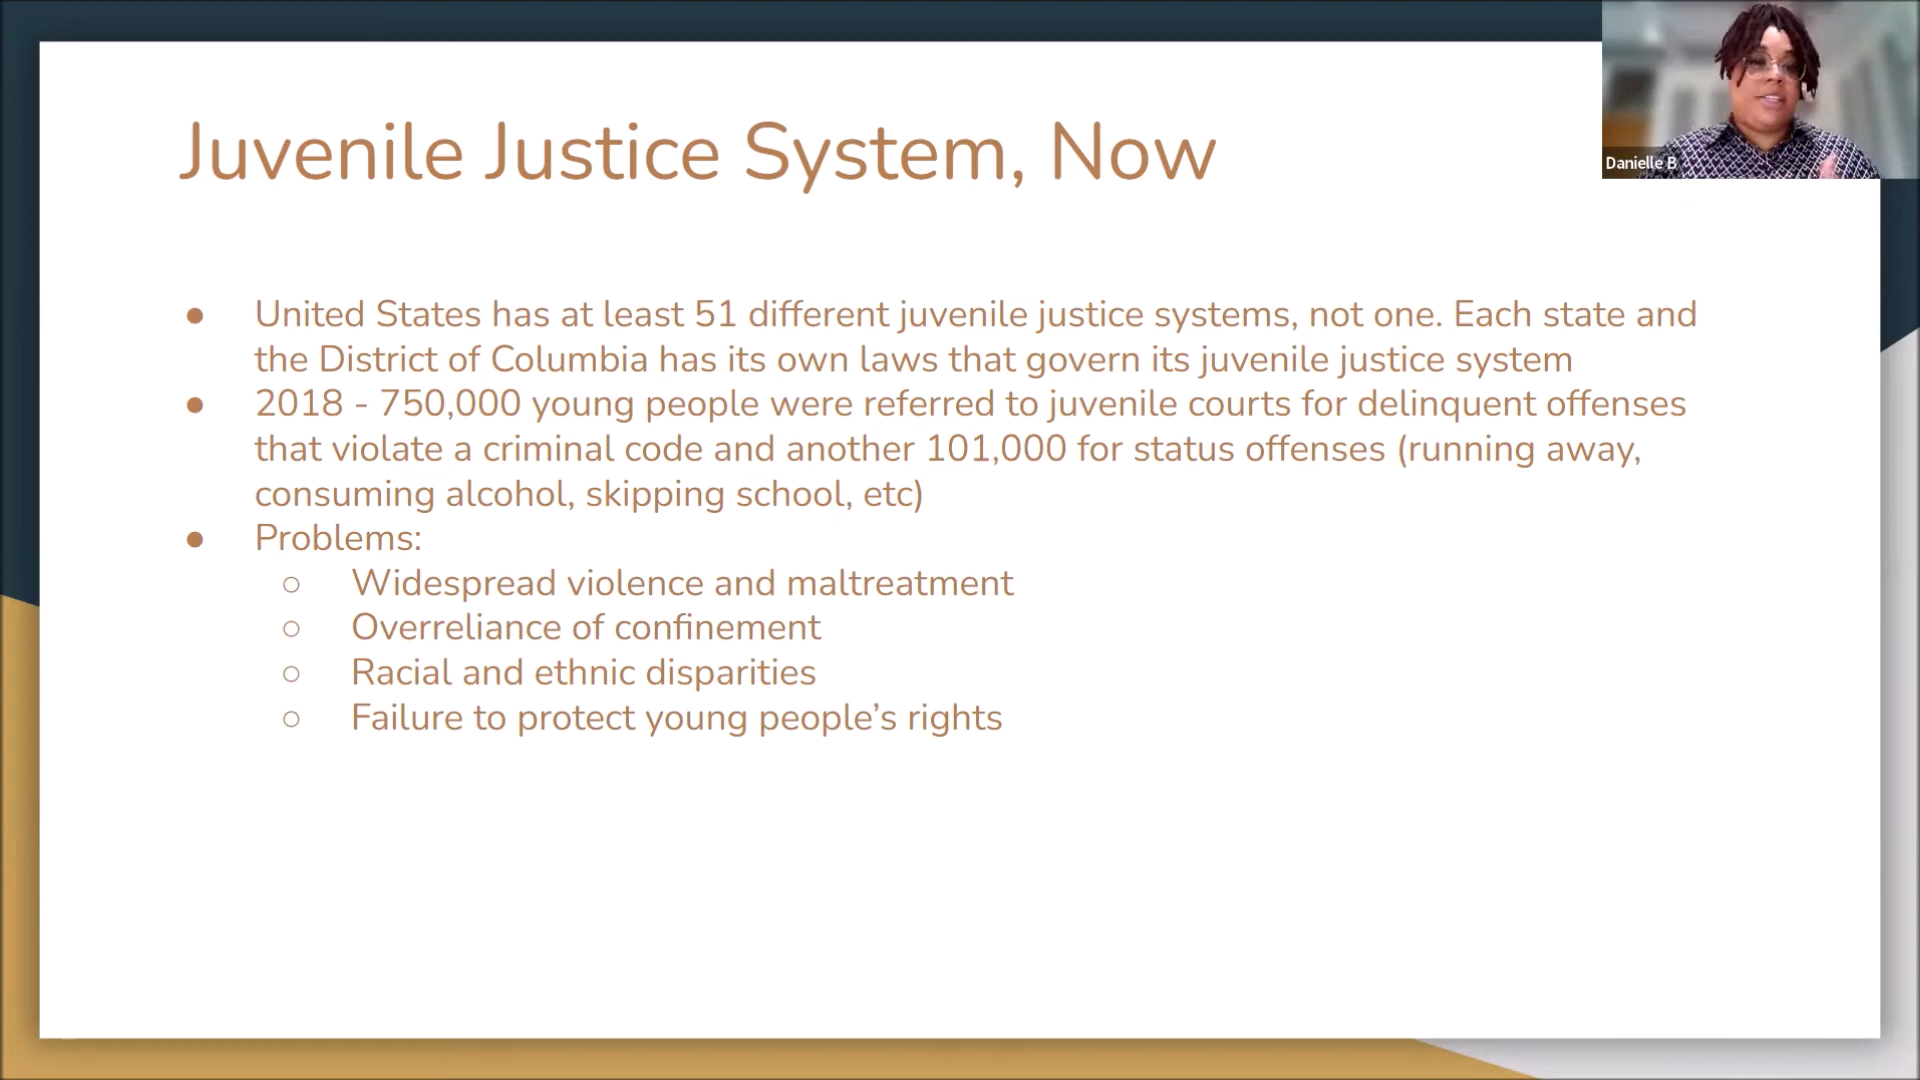 Danielle B
Juvenile Justice System, Now
● United States has at least 51 different juvenile justice systems, not one. Each state and
the District of Columbia has its own laws that govern its juvenile justice system
● 2018 - 750,000 young people were referred to juvenile courts for delinquent offenses
that violate a criminal code and another 101,000 for status offenses (running away,
consuming alcohol, skipping school, etc)
● Problems:
○ Widespread violence and maltreatment
○ Overreliance of confinement
○ Racial and ethnic disparities
○ Failure to protect young people’s rights